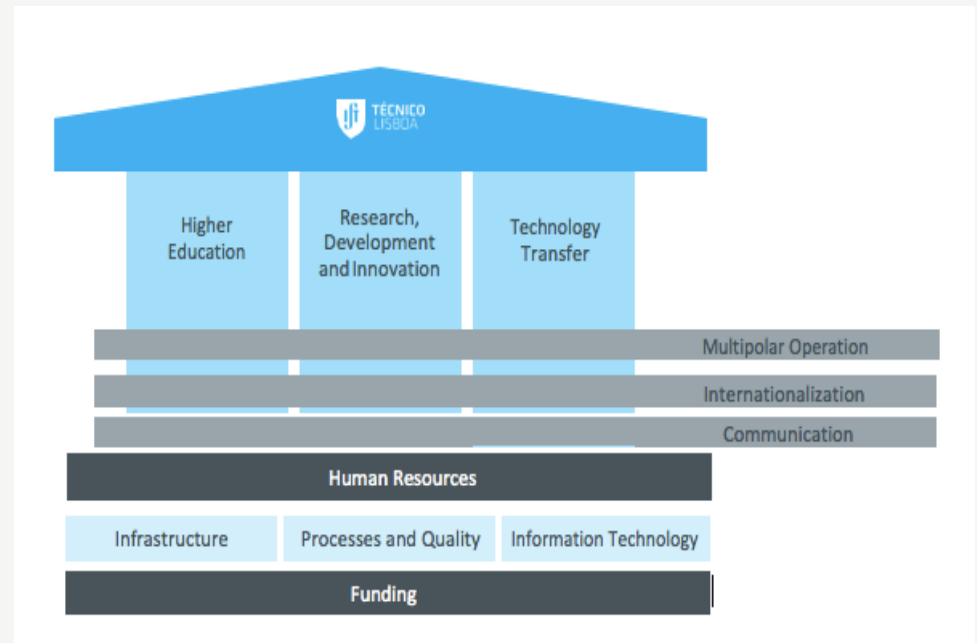 TÉCNICO
LISBOA
Higher
Education
Research,
Development
and Innovation
Technology
Transfer
Multipolar Operation
Internationalization
Communication
Human Resources
Infrastructure
Processes and Quality
Information Technology
Funding